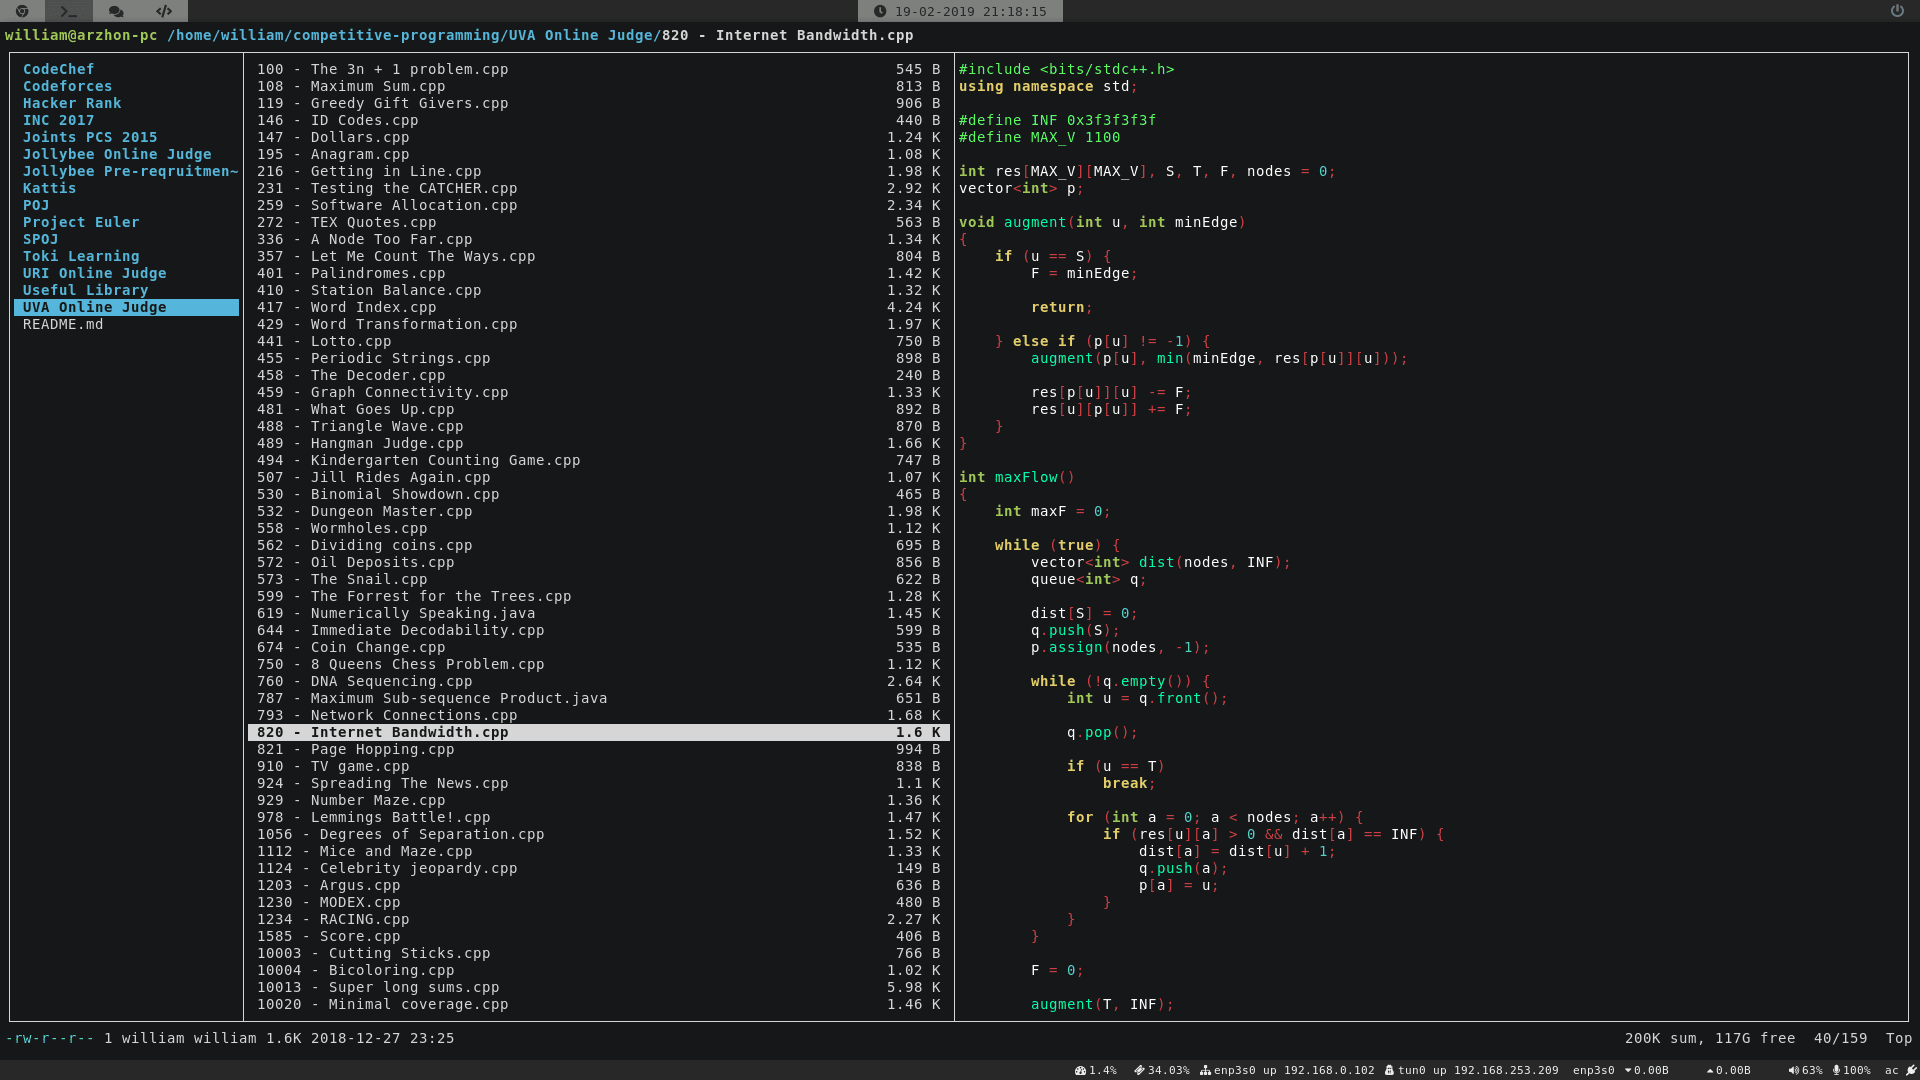 19-02-2019 21:18:15
william@arzhon-pc /home/william/competitive-programming/UVA Online Judge/820 - Internet Bandwidth.cpp
CodeChef
Codeforces
Hacker Rank
INC 2017
Joints PCS 2015
Jollybee Online Judge
Jollybee Pre-reqruitmen~
Kattis
POJ
Project Euler
SPOJ
Toki Learning
URI Online Judge
Useful Library
UVA Online Judge
README.md
100 - The 3n + 1 problem.cpp 545 B
108 - Maximum Sum.cpp 813 B
119 - Greedy Gift Givers.cpp 906 B
146 - ID Codes.cpp 440 B
147 - Dollars.cpp 1.24 K
195 - Anagram.cpp 1.08 K
216 - Getting in Line.cpp 1.98 K
231 - Testing the CATCHER.cpp 2.92 K
259 - Software Allocation.cpp 2.34 K
272 - TEX Quotes.cpp 563 B
336 - A Node Too Far.cpp 1.34 K
357 - Let Me Count The Ways.cpp 804 B
401 - Palindromes.cpp 1.42 K
410 - Station Balance.cpp 1.32 K
417 - Word Index.cpp 4.24 K
429 - Word Transformation.cpp 1.97 K
441 - Lotto.cpp 750 B
455 - Periodic Strings.cpp 898 B
458 - The Decoder.cpp 240 B
459 - Graph Connectivity.cpp 1.33 K
481 - What Goes Up.cpp 892 B
488 - Triangle Wave.cpp 870 B
489 - Hangman Judge.cpp 1.66 K
494 - Kindergarten Counting Game.cpp 747 B
507 - Jill Rides Again.cpp 1.07 K
530 - Binomial Showdown.cpp 465 B
532 - Dungeon Master.cpp 1.98 K
558 - Wormholes.cpp 1.12 K
562 - Dividing coins.cpp 695 B
572 - Oil Deposits.cpp 856 B
573 - The Snail.cpp 622 B
599 - The Forrest for the Trees.cpp 1.28 K
619 - Numerically Speaking.java 1.45 K
644 - Immediate Decodability.cpp 599 B
674 - Coin Change.cpp 535 B
750 - 8 Queens Chess Problem.cpp 1.12 K
760 - DNA Sequencing.cpp 2.64 K
787 - Maximum Sub-sequence Product.java 651 B
793 - Network Connections.cpp 1.68 K
820 - Internet Bandwidth.cpp 1.6 K
821 - Page Hopping.cpp 994 B
910 - TV game.cpp 838 B
924 - Spreading The News.cpp 1.1 K
929 - Number Maze.cpp 1.36 K
978 - Lemmings Battle!.cpp 1.47 K
1056 - Degrees of Separation.cpp 1.52 K
1112 - Mice and Maze.cpp 1.33 K
1124 - Celebrity jeopardy.cpp 149 B
1203 - Argus.cpp 636 B
1230 - MODEX.cpp 480 B
1234 - RACING.cpp 2.27 K
1585 - Score.cpp 406 B
10003 - Cutting Sticks.cpp 766 B
10004 - Bicoloring.cpp 1.02 K
10013 - Super long sums.cpp 5.98 K
10020 - Minimal coverage.cpp 1.46 K
#include <bits/stdc++.h>
using namespace std;
#define INF 0x3f3f3f3f
#define MAX_V 1100
int res[MAX_V][MAX_V], S, T, F, nodes = 0;
vector<int> p;
void augment(int u, int minEdge)
{
if (u == S) {
F = minEdge;
return;
} else if (p[u] != -1) {
augment(p[u], min(minEdge, res[p[u]][u]));
res[p[u]][u] -= F;
res[u][p[u]] += F;
}
}
int maxFlow()
{
int maxF = 0;
while (true) {
vector<int> dist(nodes, INF);
queue<int> q;
dist[S] = 0;
q.push(S);
p.assign(nodes, -1);
while (!q.empty()) {
int u = q.front();
q.pop();
if (u == T)
break;
for (int a = 0; a < nodes; a++) {
if (res[u][a] > 0 && dist[a] == INF) {
dist[a] = dist[u] + 1;
q.push(a);
p[a] = u;
}
}
}
F = 0;
augment(T, INF);
-rw-r--r-- 1 william william 1.6K 2018-12-27 23:25 200K sum, 117G free 40/159 Top
1.4% 34.03% enp3s0 up 192.168.0.102 tun0 up 192.168.253.209 enp3s0 0.00B 0.00B 63% 100% ac